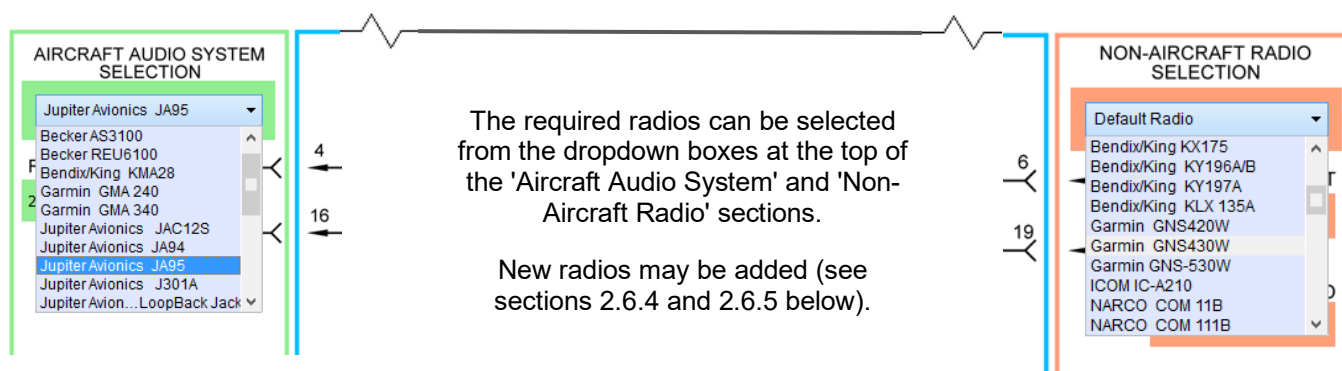 AIRCRAFT AUDIO SYSTEM
SELECTION
Jupiter Avionics JA95
Becker AS3100
Becker REU6100
Bendix/King KMA28
Garmin GMA 240
Garmin GMA 340
Jupiter Avionics JAC12S
Jupiter Avionics JA94
Jupiter Avionics JA95
Jupiter Avionics J301A
Jupiter Avion...LoopBack Jack
4
16
The required radios can be selected
from the dropdown boxes at the top of
the 'Aircraft Audio System' and 'Non-
Aircraft Radio' sections.
New radios may be added (see
sections 2.6.4 and 2.6.5 below).
6
19
NON-AIRCRAFT RADIO
SELECTION
Default Radio
Bendix/King KX175
Bendix/King KY196A/B
Bendix/King KY197A
Bendix/King KLX 135A
Garmin GNS420W
Garmin GNS430W
Garmin GNS-530W
ICOM IC-A210
NARCO COM 11B
NARCO COM 111B